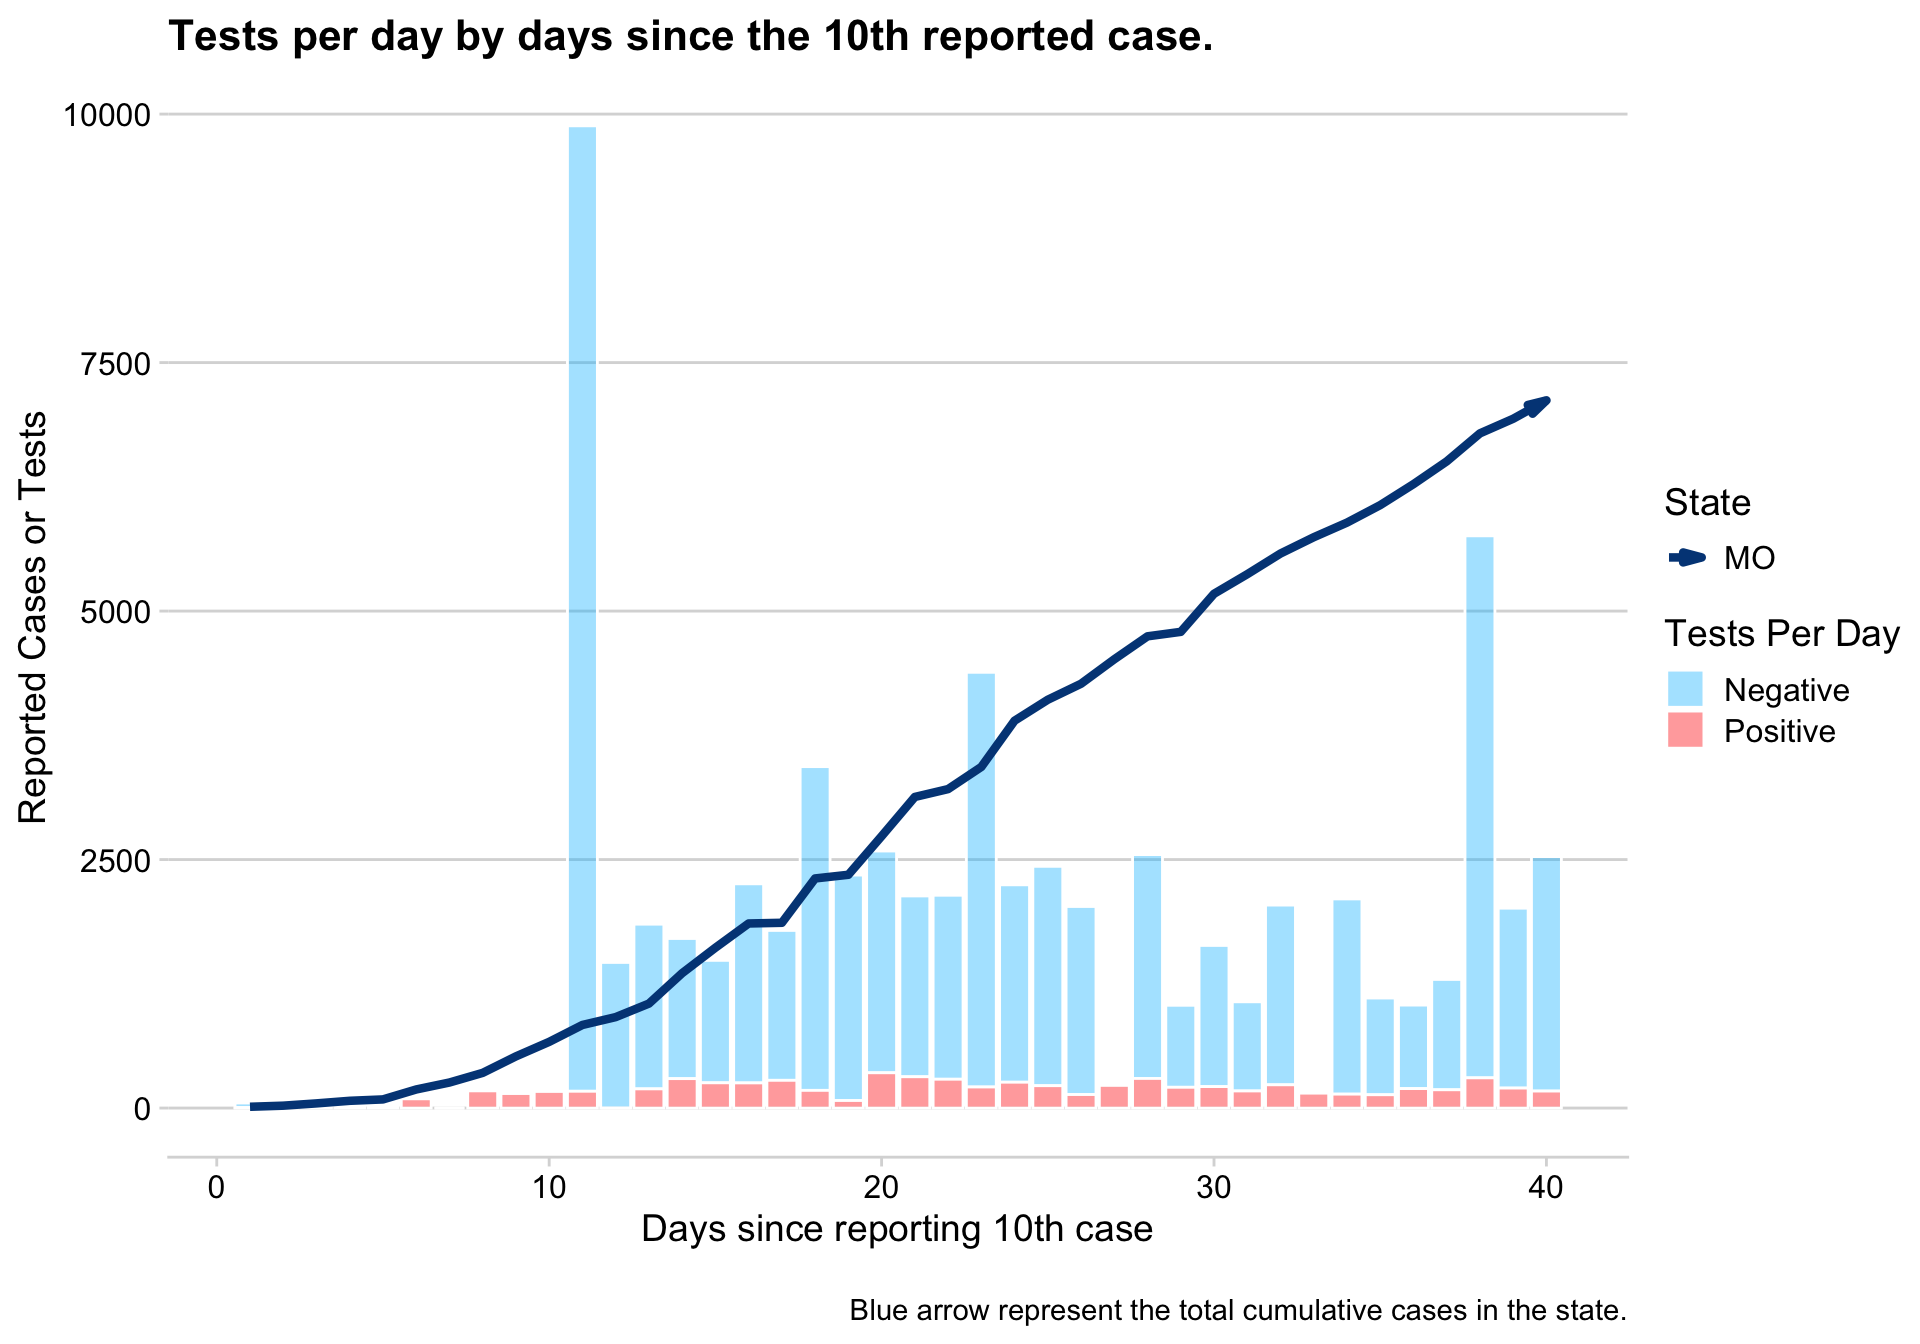 Tests per day by days since the 10th reported case.
10000
7500
5000
2500
0
Reported Cases or Tests
0 10 20 30 40
Days since reporting 10th case
State
MO
Tests Per Day
Negative
Positive
Blue arrow represent the total cumulative cases in the state.